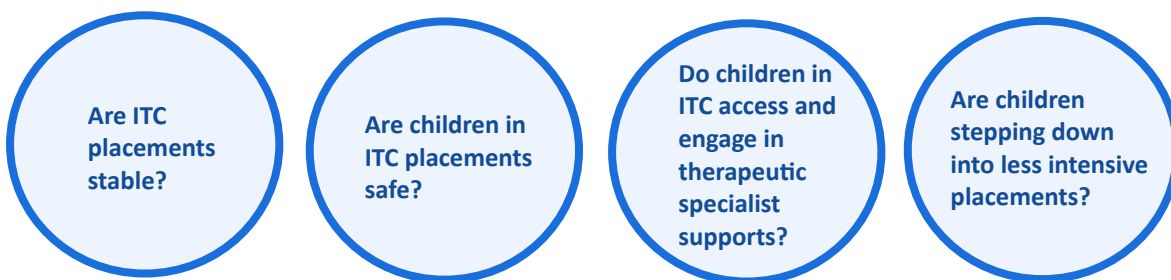 Are ITC
placements
stable?
Are children in
ITC placements
safe?
Do children in
ITC access and
engage in
therapeutic
specialist
supports?
Are children
stepping down
into less intensive
placements?